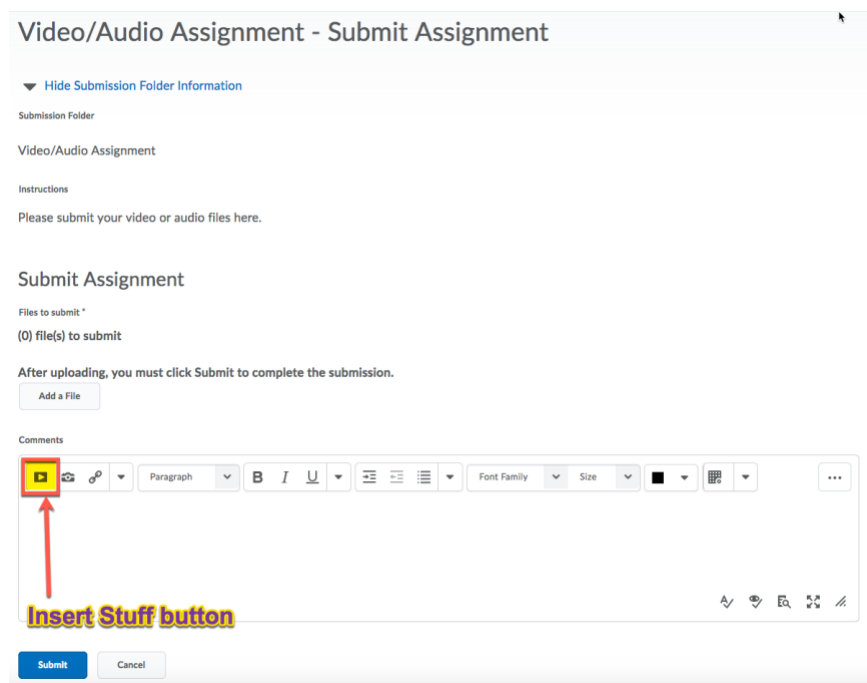 Video/Audio Assignment - Submit Assignment
Hide Submission Folder Information
Submission Folder
Video/Audio Assignment
Instructions
Please submit your video or audio files here.
Submit Assignment
Files to submit *
(0) file(s) to submit
After uploading, you must click Submit to complete the submission.
Add a File
Comments
Paragraph B I U Font Family Size ...
Insert Stuff button
Submit Cancel